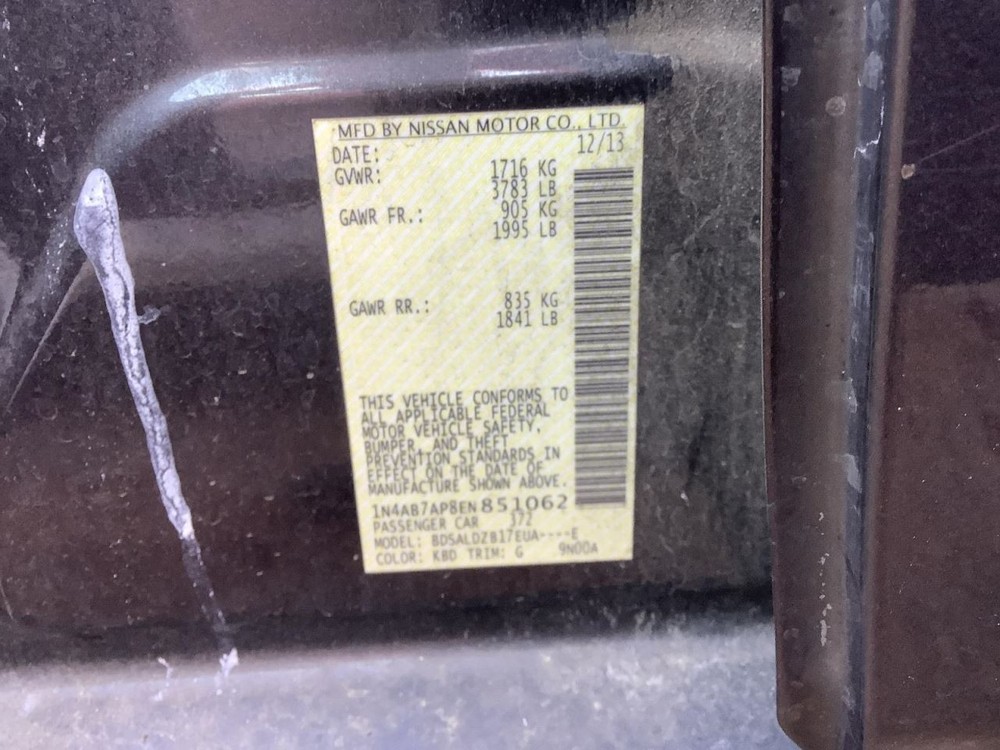 MFD BY NISSAN MOTOR CO., LTD.
DATE: 12/13
GVWR: 1716 KG
3783 LB
GAWR FR.: 905 KG
1995 LB
GAWR RR.: 835 KG
1841 LB
THIS VEHICLE CONFORMS TO
ALL APPLICABLE FEDERAL
MOTOR VEHICLE SAFETY,
BUMPER, AND THEFT
PREVENTION STANDARDS IN
EFFECT ON THE DATE OF
MANUFACTURE SHOWN ABOVE.
1N4AB7AP8EN851062
PASSENGER CAR 372
MODEL: BDSALDZB17EUA----E
COLOR: KBD TRIM: G 9N00A